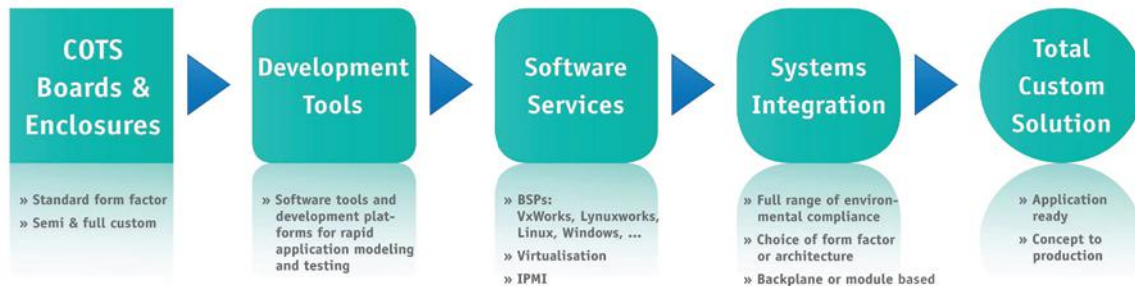 COTS
Boards &
Enclosures
» Standard form factor
» Semi & full custom
Development
Tools
» Software tools and
development plat-
forms for rapid
application modeling
and testing
Software
Services
» BSPs:
VxWorks, Lynuxworks,
Linux, Windows, ...
» Virtualisation
» IPMI
Systems
Integration
» Full range of environ-
mental compliance
» Choice of form factor
or architecture
» Backplane or module based
Total
Custom
Solution
» Application
ready
» Concept to
production